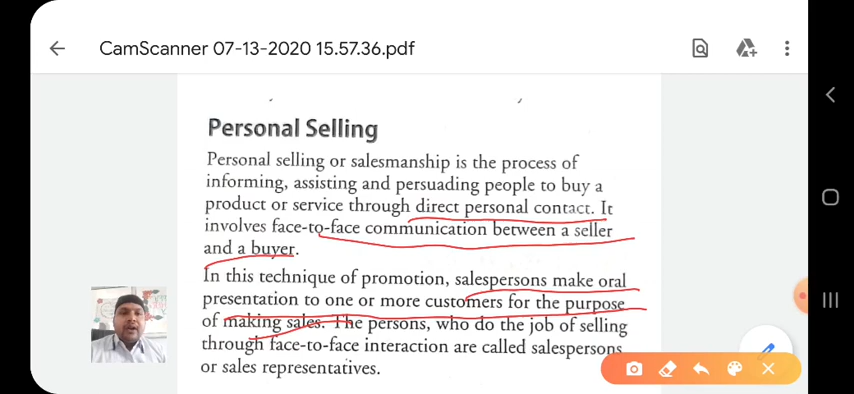 CamScanner 07-13-2020 15.57.36.pdf
Personal Selling
Personal selling or salesmanship is the process of
informing, assisting and persuading people to buy a
product or service through direct personal contact. It
involves face-to-face communication between a seller
and a buyer.
In this technique of promotion, salespersons make oral
presentation to one or more customers for the purpose
of making sales. The persons, who do the job of selling
through face-to-face interaction are called salespersons
or sales representatives.